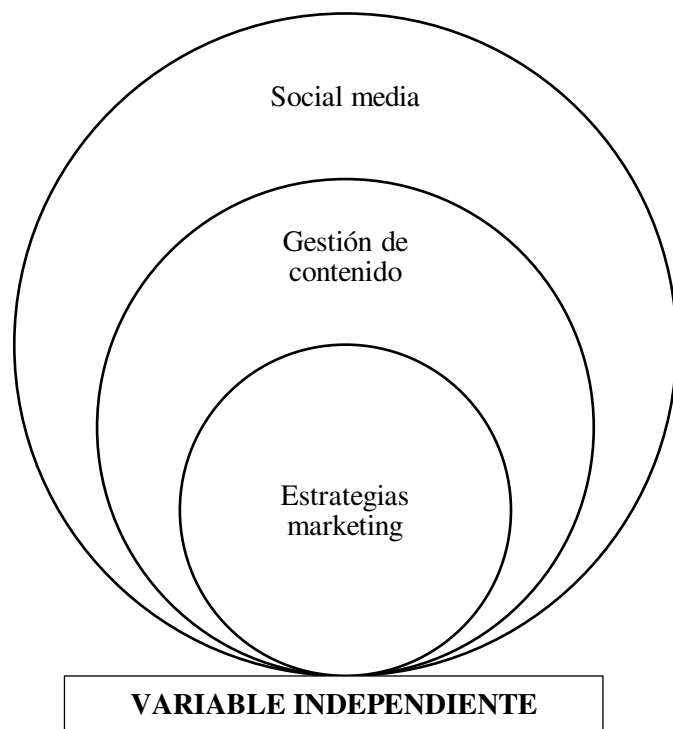 Social media
Gestión de
contenido
Estrategias
marketing
VARIABLE INDEPENDIENTE